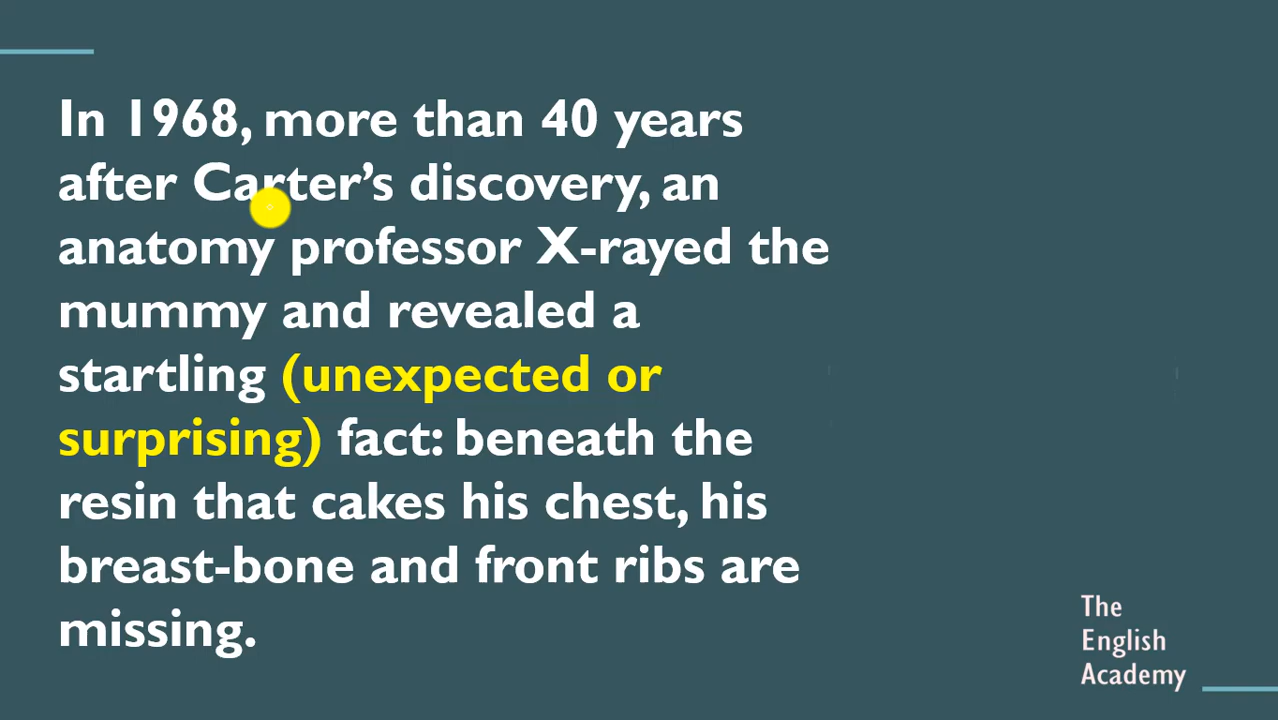 In 1968, more than 40 years
after Carter’s discovery, an
anatomy professor X-rayed the
mummy and revealed a
startling (unexpected or
surprising) fact: beneath the
resin that cakes his chest, his
breast-bone and front ribs are
missing.
The
English
Academy